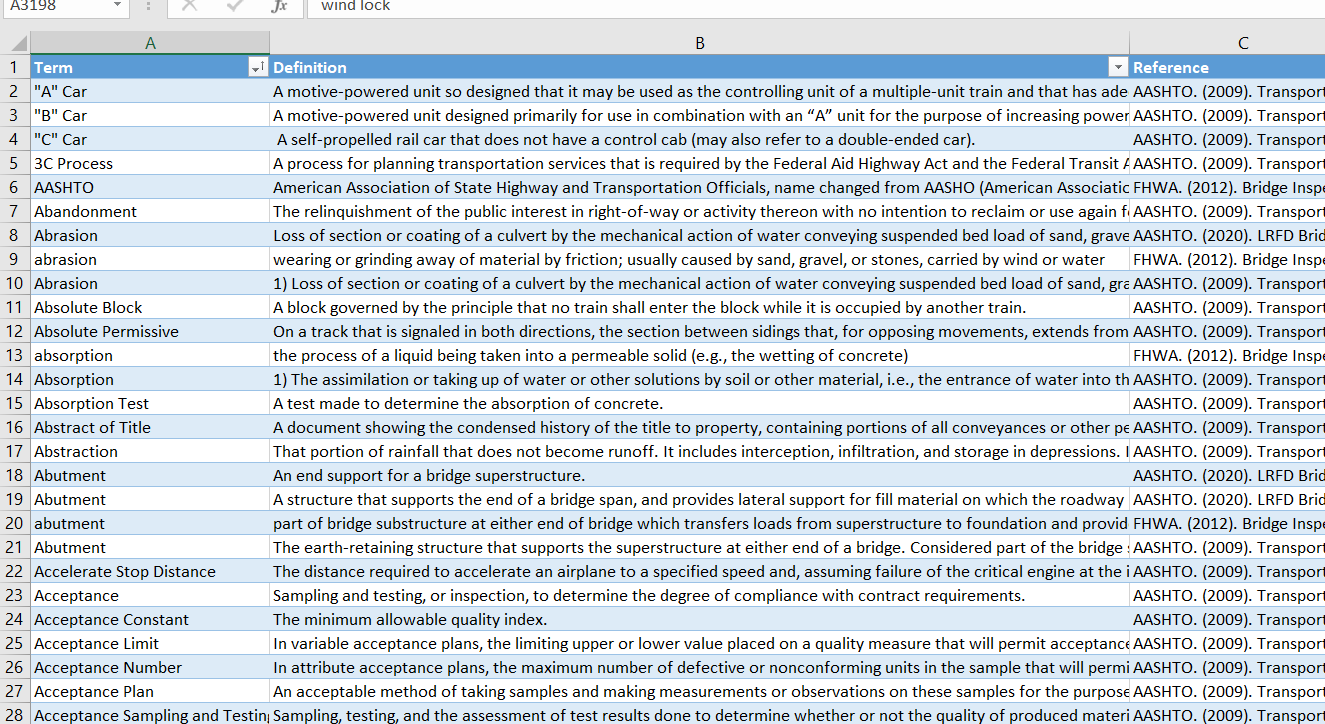 A3198 fx wind lock
A B C
1 Term Definition Reference
2 "A" Car A motive-powered unit so designed that it may be used as the controlling unit of a multiple-unit train and that has ade AASHTO. (2009). Transport
3 "B" Car A motive-powered unit designed primarily for use in combination with an “A” unit for the purpose of increasing power AASHTO. (2009). Transport
4 "C" Car A self-propelled rail car that does not have a control cab (may also refer to a double-ended car). AASHTO. (2009). Transport
5 3C Process A process for planning transportation services that is required by the Federal Aid Highway Act and the Federal Transit A AASHTO. (2009). Transport
6 AASHTO American Association of State Highway and Transportation Officials, name changed from AASHO (American Associatic FHWA. (2012). Bridge Inspe
7 Abandonment The relinquishment of the public interest in right-of-way or activity thereon with no intention to reclaim or use again f AASHTO. (2009). Transport
8 Abrasion Loss of section or coating of a culvert by the mechanical action of water conveying suspended bed load of sand, grave AASHTO. (2020). LRFD Brid
9 abrasion wearing or grinding away of material by friction; usually caused by sand, gravel, or stones, carried by wind or water FHWA. (2012). Bridge Inspe
10 Abrasion 1) Loss of section or coating of a culvert by the mechanical action of water conveying suspended bed load of sand, gra AASHTO. (2009). Transport
11 Absolute Block A block governed by the principle that no train shall enter the block while it is occupied by another train. AASHTO. (2009). Transport
12 Absolute Permissive On a track that is signaled in both directions, the section between sidings that, for opposing movements, extends from AASHTO. (2009). Transport
13 absorption the process of a liquid being taken into a permeable solid (e.g., the wetting of concrete) FHWA. (2012). Bridge Inspe
14 Absorption 1) The assimilation or taking up of water or other solutions by soil or other material, i.e., the entrance of water into th AASHTO. (2009). Transport
15 Absorption Test A test made to determine the absorption of concrete. AASHTO. (2009). Transport
16 Abstract of Title A document showing the condensed history of the title to property, containing portions of all conveyances or other pe AASHTO. (2009). Transport
17 Abstraction That portion of rainfall that does not become runoff. It includes interception, infiltration, and storage in depressions. I AASHTO. (2009). Transport
18 Abutment An end support for a bridge superstructure. AASHTO. (2020). LRFD Brid
19 Abutment A structure that supports the end of a bridge span, and provides lateral support for fill material on which the roadway AASHTO. (2020). LRFD Brid
20 abutment part of bridge substructure at either end of bridge which transfers loads from superstructure to foundation and provid FHWA. (2012). Bridge Inspe
21 Abutment The earth-retaining structure that supports the superstructure at either end of a bridge. Considered part of the bridge AASHTO. (2009). Transport
22 Accelerate Stop Distance The distance required to accelerate an airplane to a specified speed and, assuming failure of the critical engine at the i AASHTO. (2009). Transport
23 Acceptance Sampling and testing, or inspection, to determine the degree of compliance with contract requirements. AASHTO. (2009). Transport
24 Acceptance Constant The minimum allowable quality index. AASHTO. (2009). Transport
25 Acceptance Limit In variable acceptance plans, the limiting upper or lower value placed on a quality measure that will permit acceptance AASHTO. (2009). Transport
26 Acceptance Number In attribute acceptance plans, the maximum number of defective or nonconforming units in the sample that will permi AASHTO. (2009). Transport
27 Acceptance Plan An acceptable method of taking samples and making measurements or observations on these samples for the purpose AASHTO. (2009). Transport
28 Acceptance Sampling and Testing Sampling, testing, and the assessment of test results done to determine whether or not the quality of produced materi AASHTO. (2009). Transport